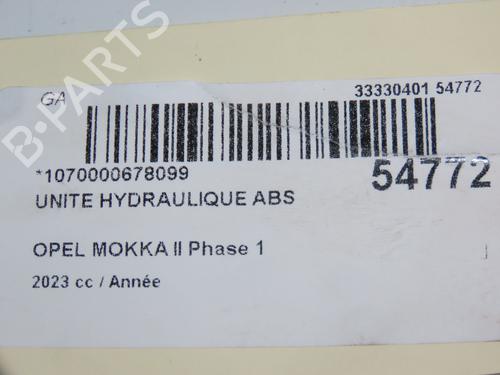 B-PARTS
GA
33330401 54772
*1070000678099
54772
UNITE HYDRAULIQUE ABS
OPEL MOKKA II Phase 1
2023 cc / Année